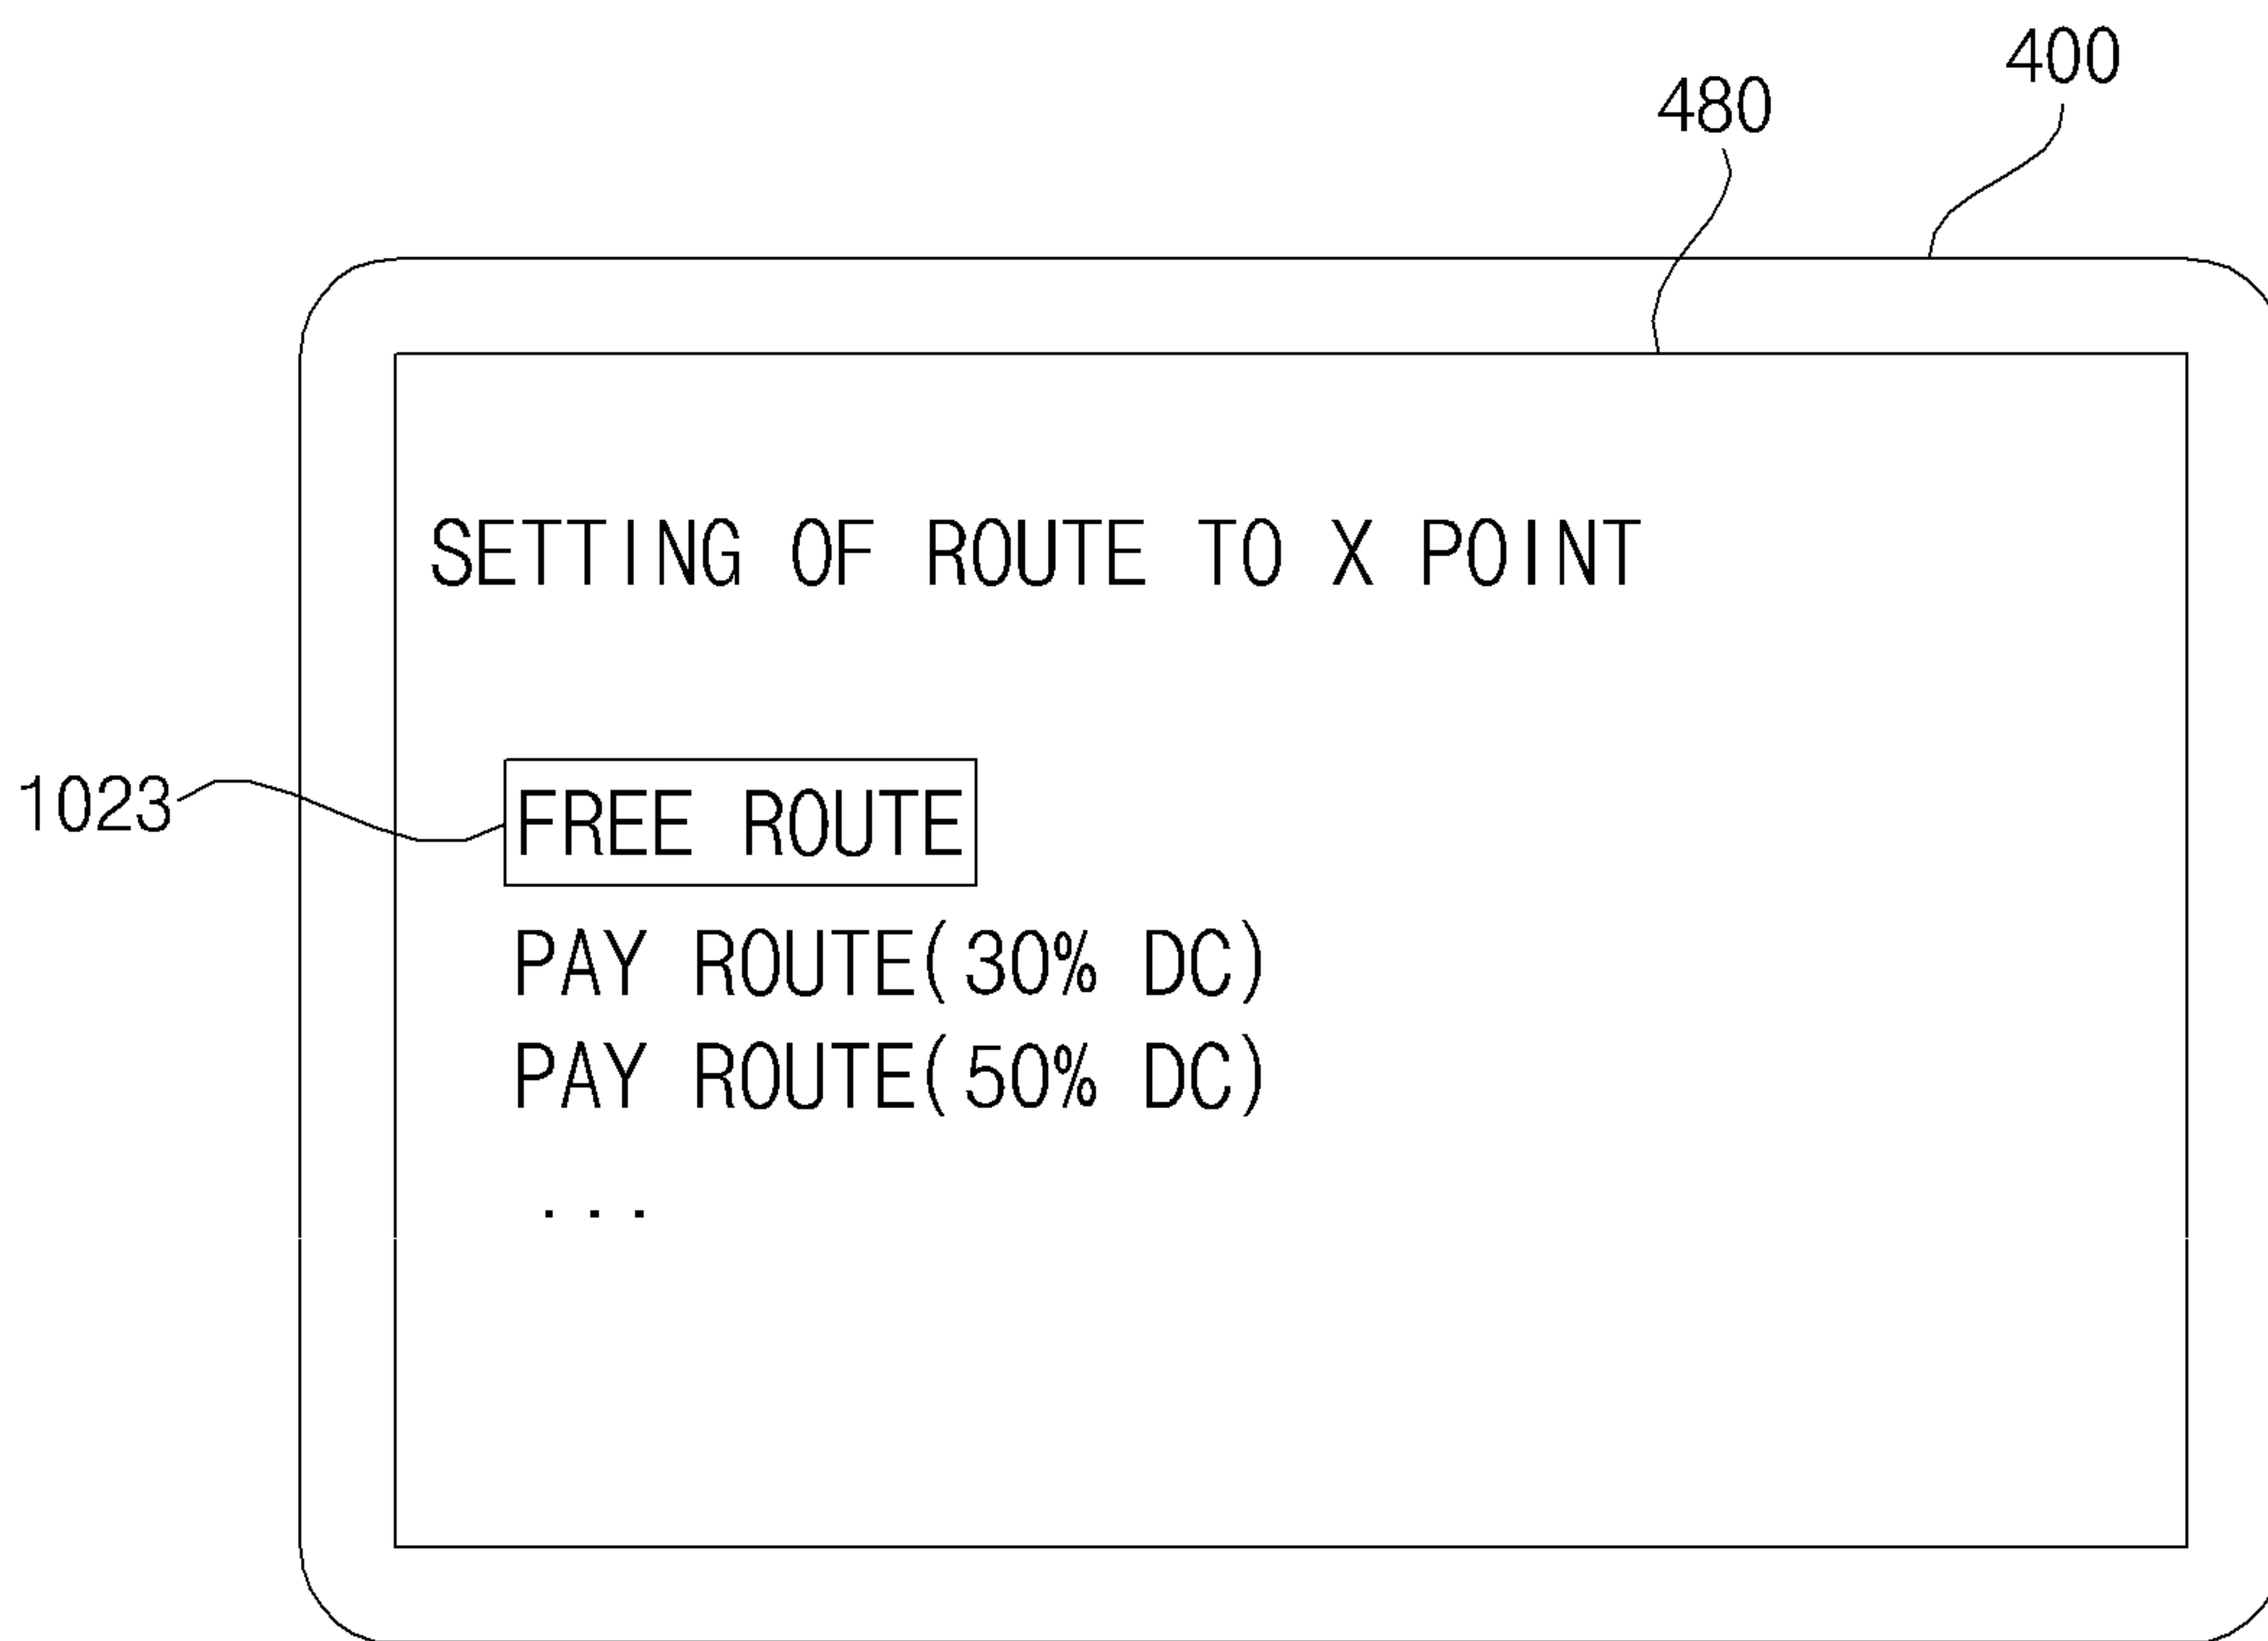 400
480
SETTING OF ROUTE TO X POINT
1023
FREE ROUTE
PAY ROUTE(30% DC)
PAY ROUTE(50% DC)
...